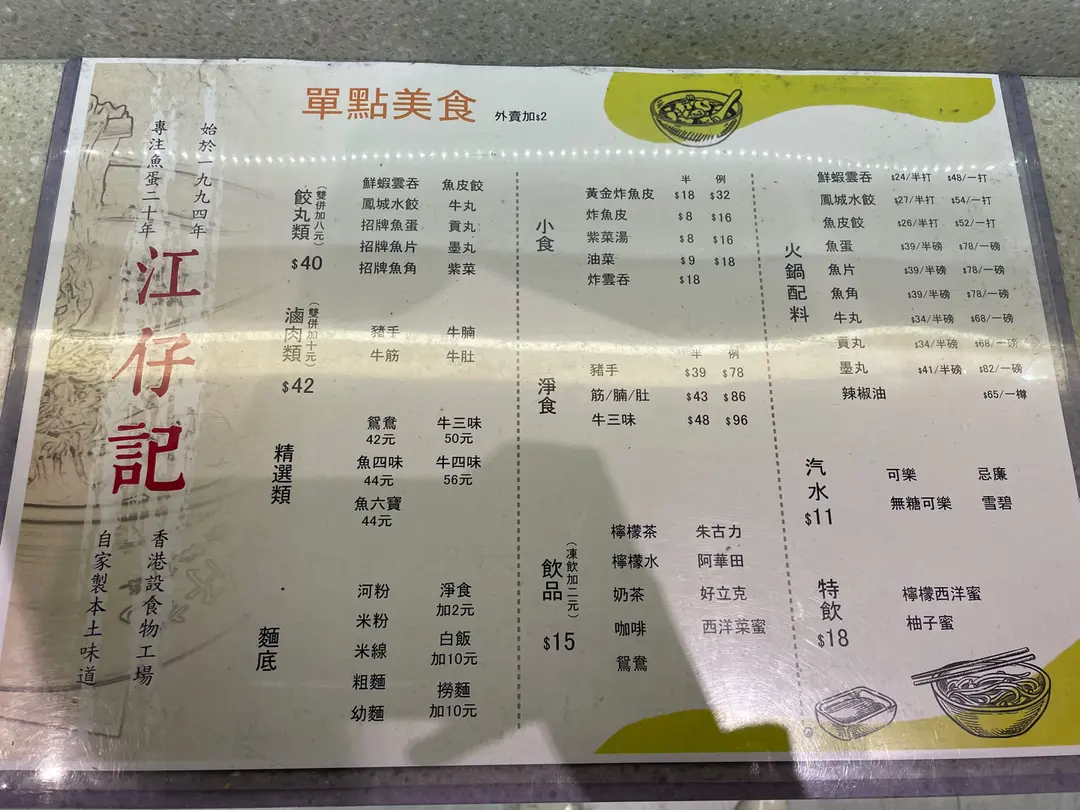 單點美食 外賣加$2
始於一九九四年
專注魚蛋二十年
江仔記
香港設食物工場
自家製本土味道
餃丸類 (雙併加八元)
$40
鮮蝦雲吞 魚皮餃
鳳城水餃 牛丸
招牌魚蛋 貢丸
招牌魚片 墨丸
招牌魚角 紫菜
滷肉類 (雙併加十元)
$42
豬手 牛腩
牛筋 牛肚
精選類
鴛鴦 牛三味
42元 50元
魚四味 牛四味
44元 56元
魚六寶
44元
麵底
河粉 淨食
加2元
米粉
米線 白飯
加10元
粗麵
幼麵 撈麵
加10元
小食
半 例
黃金炸魚皮 $18 $32
炸魚皮 $8 $16
紫菜湯 $8 $16
油菜 $9 $18
炸雲吞 $18
淨食
半 例
豬手 $39 $78
筋/腩/肚 $43 $86
牛三味 $48 $96
飲品 (凍飲加二元)
$15
檸檬茶 朱古力
檸檬水 阿華田
奶茶 好立克
咖啡 西洋菜蜜
鴛鴦
火鍋配料
鮮蝦雲吞 $24/半打 $48/一打
鳳城水餃 $27/半打 $54/一打
魚皮餃 $26/半打 $52/一打
魚蛋 $39/半磅 $78/一磅
魚片 $39/半磅 $78/一磅
魚角 $39/半磅 $78/一磅
牛丸 $34/半磅 $68/一磅
貢丸 $34/半磅 $68/一磅
墨丸 $41/半磅 $82/一磅
辣椒油 $65/一樽
汽水
$11
可樂 忌廉
無糖可樂 雪碧
特飲
$18
檸檬西洋蜜
柚子蜜